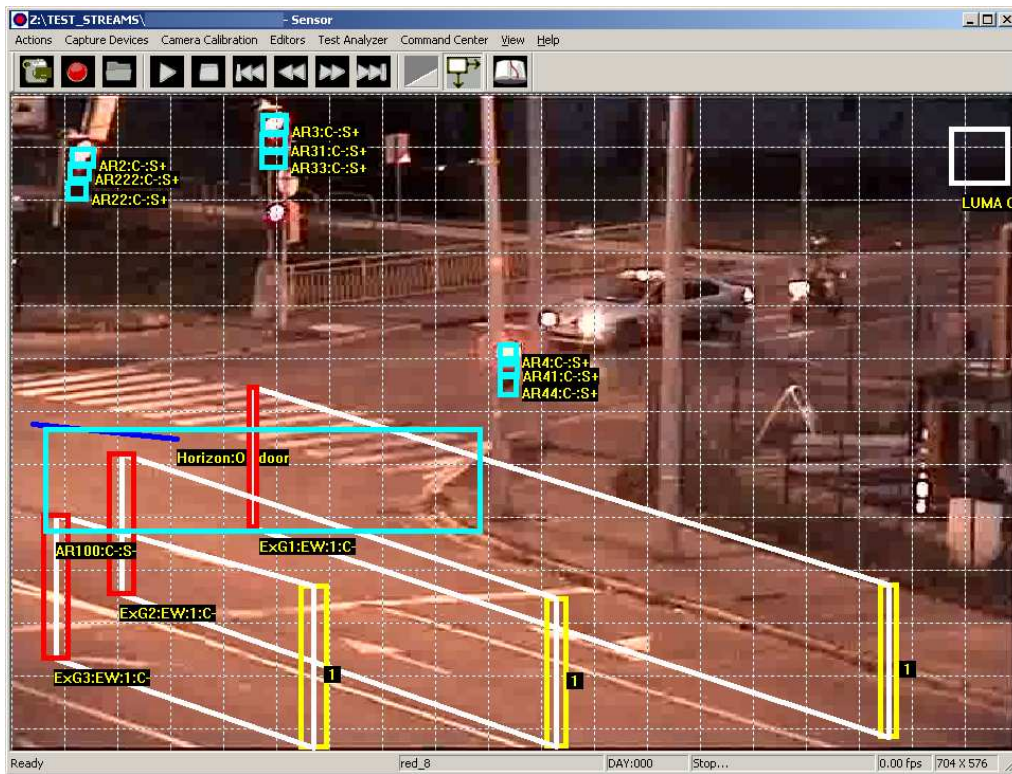 Z:\TEST_STREAMS\ - Sensor
Actions Capture Devices Camera Calibration Editors Test Analyzer Command Center View Help
AR3:C-:S+
AR31:C-:S+
AR33:C-:S+
AR2:C-:S+
AR222:C-:S+
AR22:C-:S+
LUMA
AR4:C-:S+
AR41:C-:S+
AR44:C-:S+
Horizon:O door
AR100:C-:S-
ExG1:EW:1:C-
ExG2:EW:1:C-
ExG3:EW:1:C-
1
1
1
Ready red_8 DAY:000 Stop... 0.00 fps 704 X 576